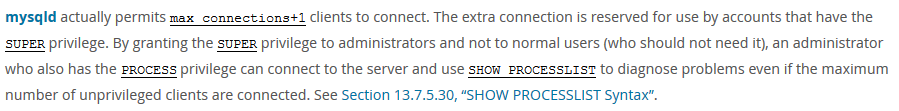 mysqld actually permits max_connections+1 clients to connect. The extra connection is reserved for use by accounts that have the
SUPER privilege. By granting the SUPER privilege to administrators and not to normal users (who should not need it), an administrator
who also has the PROCESS privilege can connect to the server and use SHOW PROCESSLIST to diagnose problems even if the maximum
number of unprivileged clients are connected. See Section 13.7.5.30, “SHOW PROCESSLIST Syntax”.